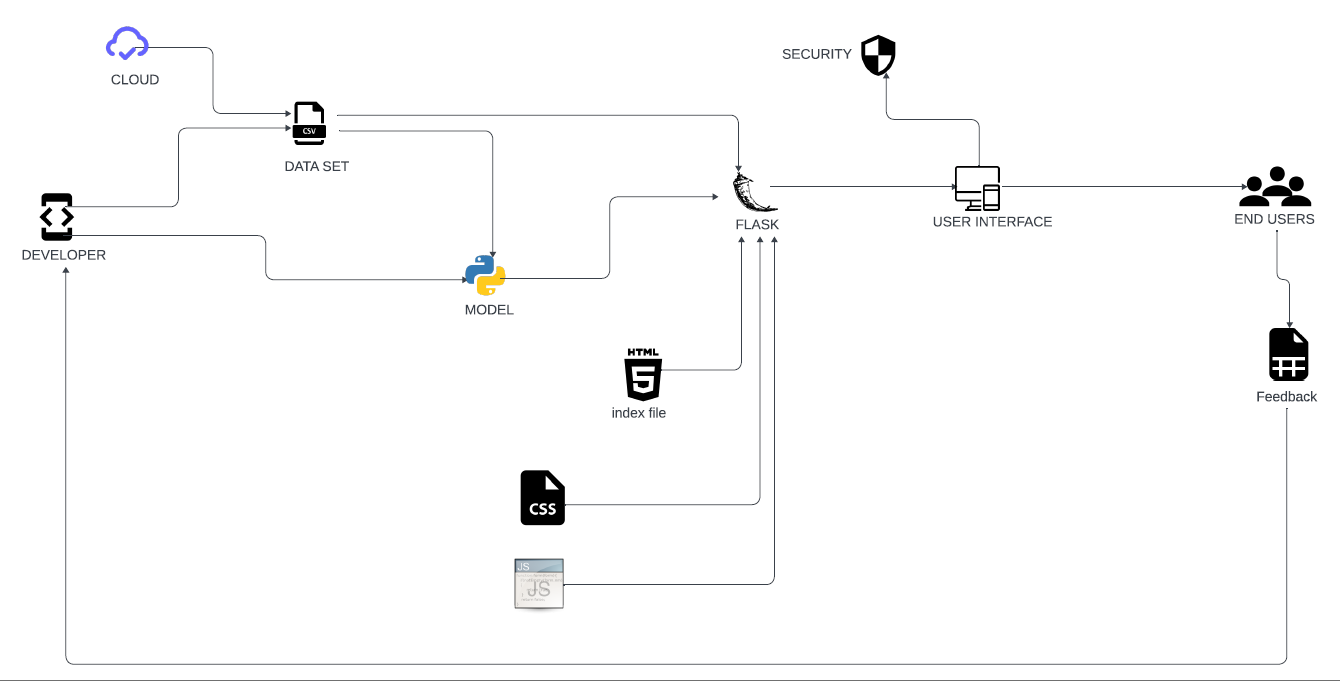 SECURITY
CLOUD
CSV
DATA SET
DEVELOPER
FLASK
USER INTERFACE
END USERS
MODEL
HTML
5
index file
Feedback
CSS
JS
JS